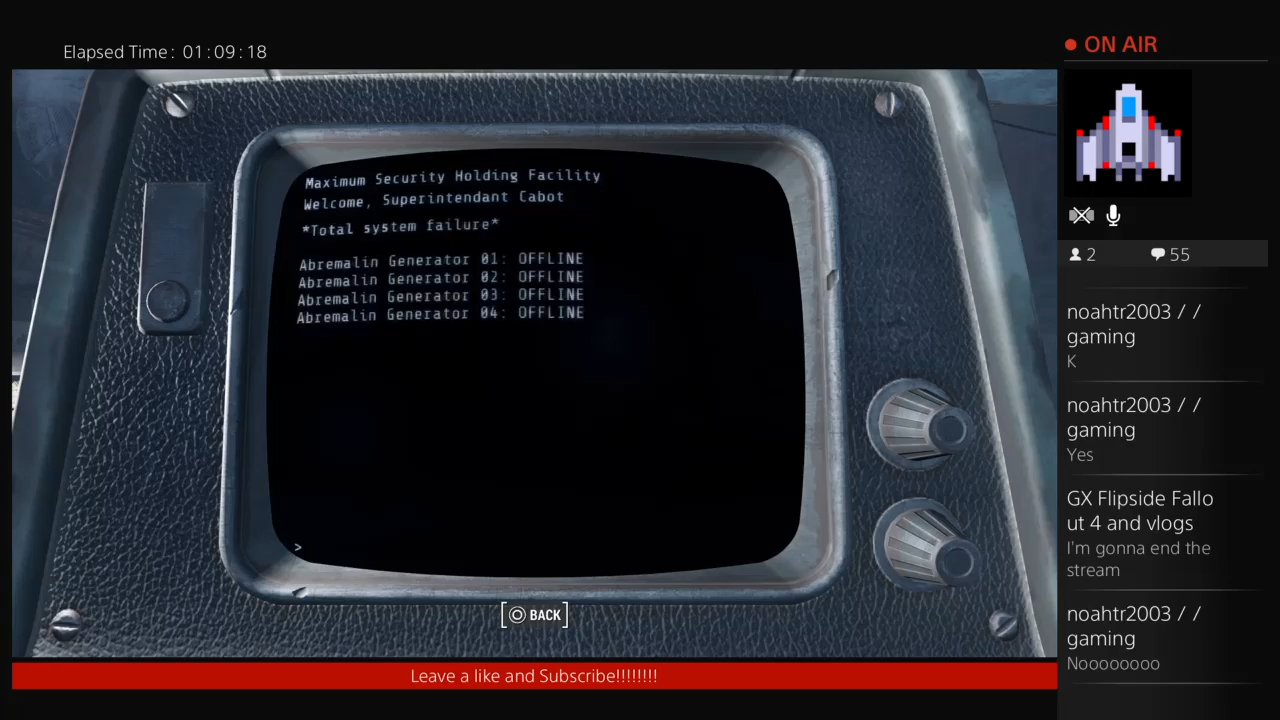 Elapsed Time: 01:09:18
ON AIR
Maximum Security Holding Facility
Welcome, Superintendant Cabot
*Total system failure*
Abremalin Generator 01: OFFLINE
Abremalin Generator 02: OFFLINE
Abremalin Generator 03: OFFLINE
Abremalin Generator 04: OFFLINE
>
BACK
Leave a like and Subscribe!!!!!!!!
2 55
noahtr2003 / /
gaming
K
noahtr2003 / /
gaming
Yes
GX Flipside Fallo
ut 4 and vlogs
I'm gonna end the
stream
noahtr2003 / /
gaming
Noooooooo